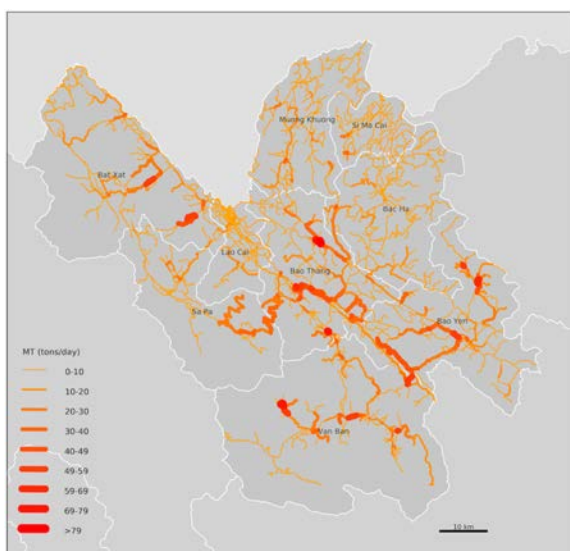 Muong Khuong
Si Ma Cai
Bat Xat
Bac Ha
Lao Cai
Bao Thang
Sa Pa
Bao Yen
MT (tons/day)
0-10
10-20
20-30
30-40
40-49
49-59
59-69
69-79
>79
Van Ban
10 km